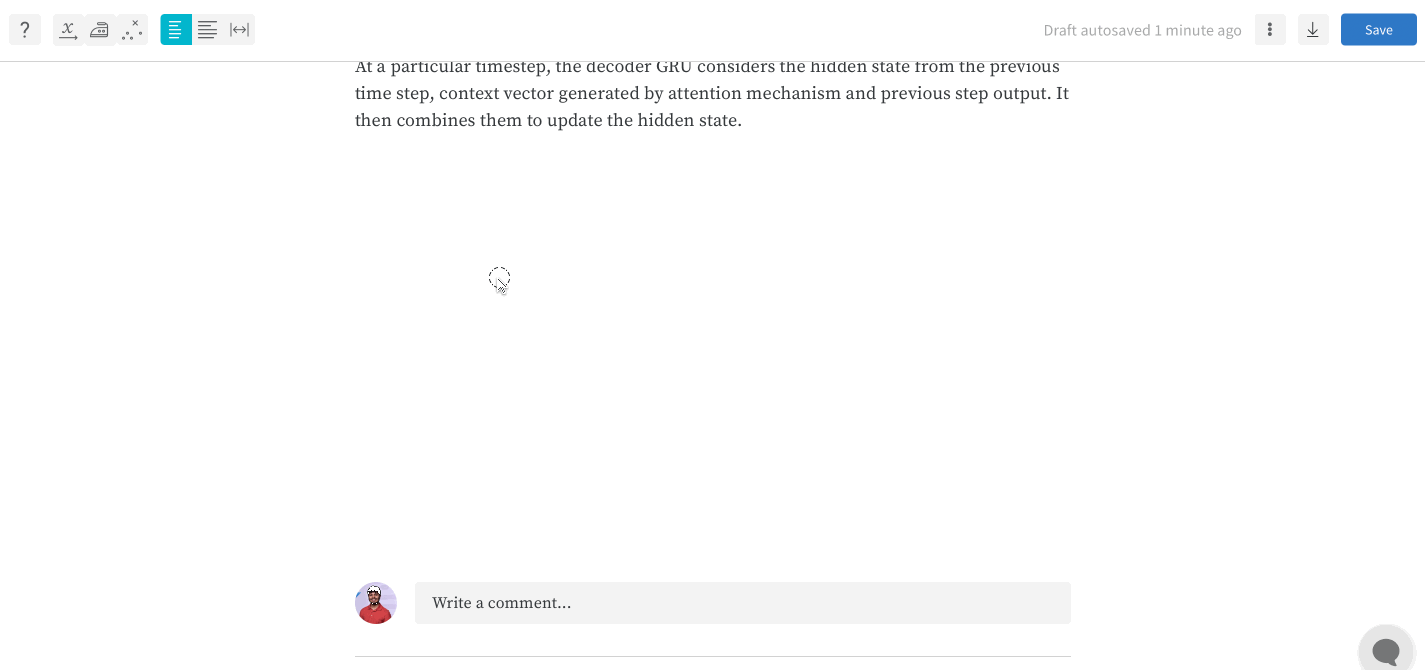 ?
x
Draft autosaved 1 minute ago
Save
At a particular timestep, the decoder GRU considers the hidden state from the previous
time step, context vector generated by attention mechanism and previous step output. It
then combines them to update the hidden state.
Write a comment...